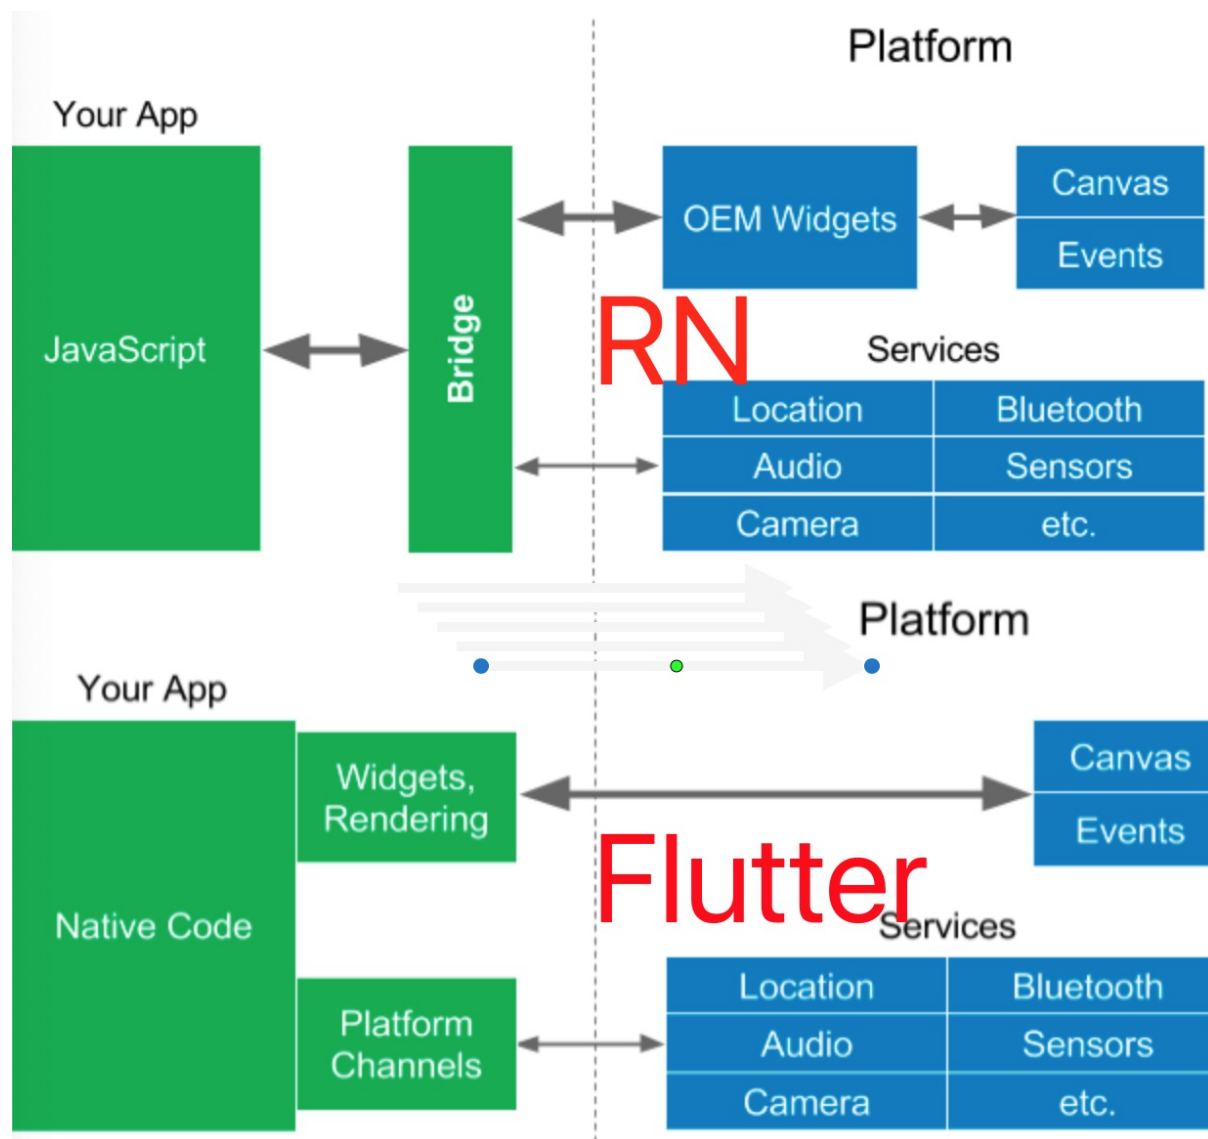 Platform
Your App
JavaScript
Bridge
OEM Widgets
Canvas
Events
RN
Services
Location
Bluetooth
Audio
Sensors
Camera
etc.
Platform
Your App
Native Code
Widgets,
Rendering
Platform
Channels
Canvas
Events
Flutter
Services
Location
Bluetooth
Audio
Sensors
Camera
etc.